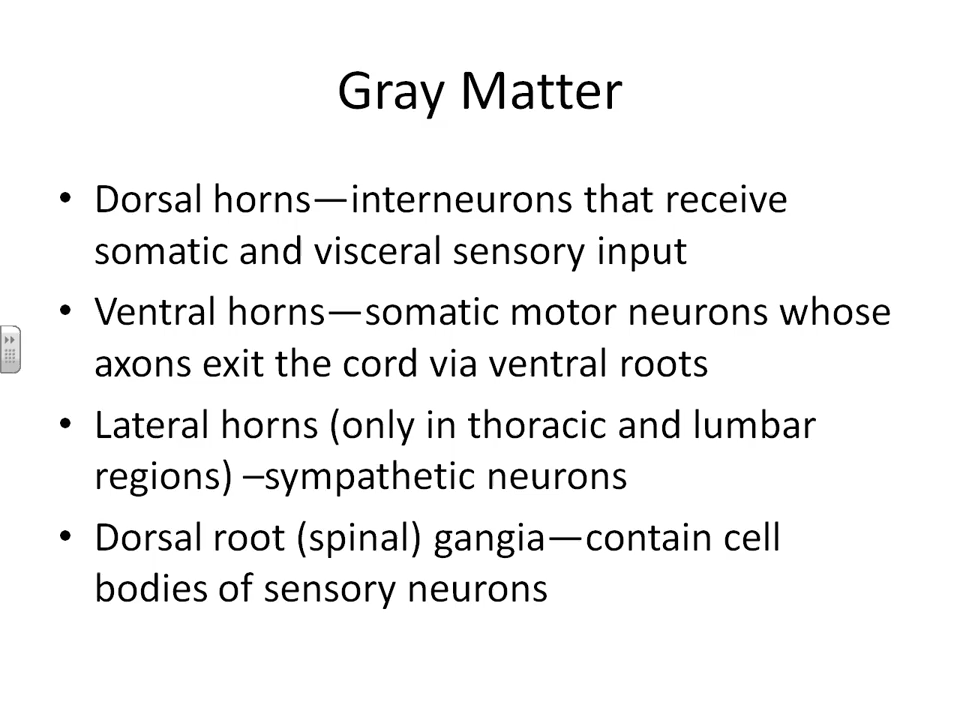 Gray Matter
• Dorsal horns—interneurons that receive
somatic and visceral sensory input
• Ventral horns—somatic motor neurons whose
axons exit the cord via ventral roots
• Lateral horns (only in thoracic and lumbar
regions) –sympathetic neurons
• Dorsal root (spinal) gangia—contain cell
bodies of sensory neurons